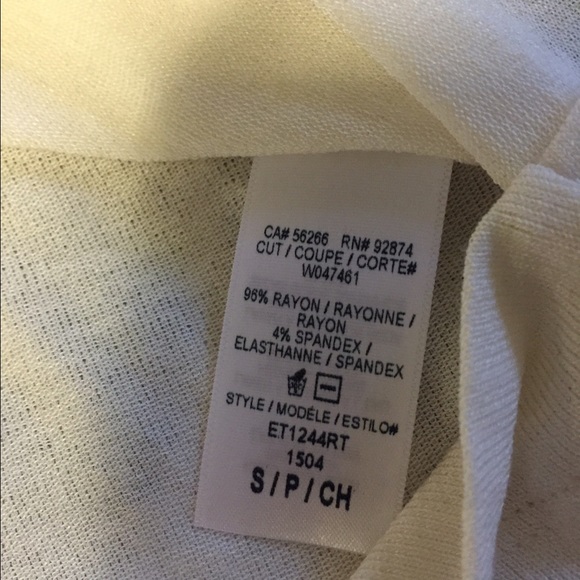 CA# 56266 RN# 92874
CUT / COUPE / CORTE#
W047461
96% RAYON / RAYONNE /
RAYON
4% SPANDEX /
ELASTHANNE / SPANDEX
STYLE / MODÉLE / ESTILO#
ET1244RT
1504
S / P / CH